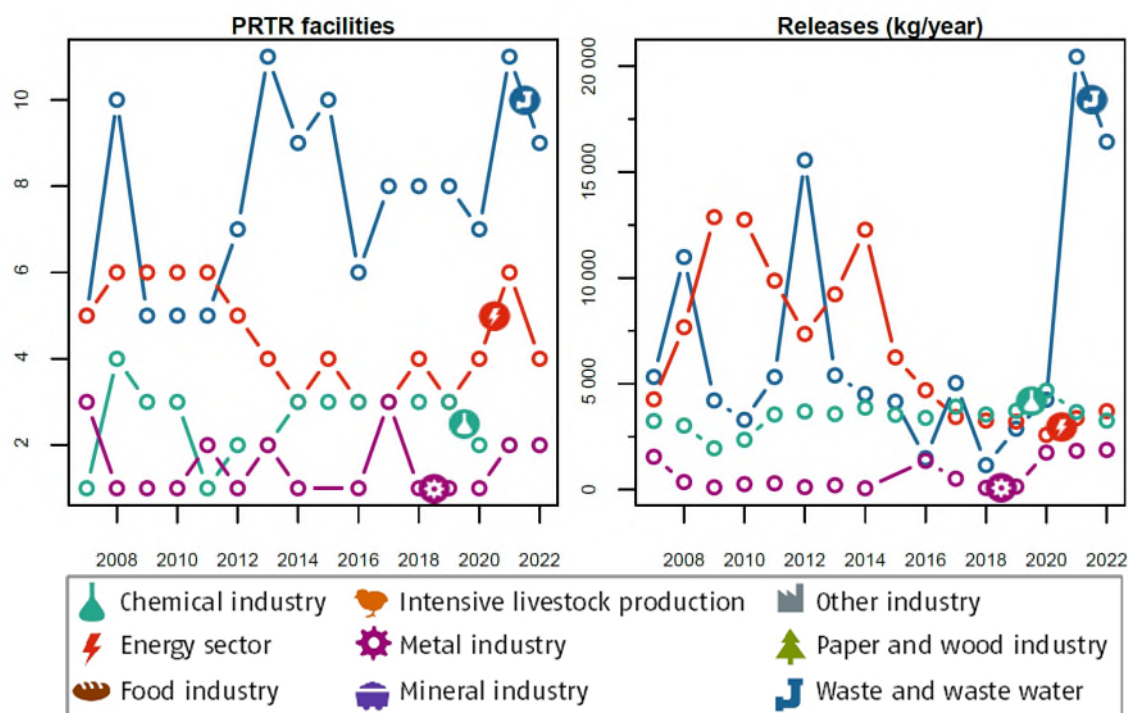 PRTR facilities
Releases (kg/year)
10
8
6
4
2
20 000
15 000
10 000
5 000
0
2008 2010 2012 2014 2016 2018 2020 2022
2008 2010 2012 2014 2016 2018 2020 2022
Chemical industry
Intensive livestock production
Other industry
Energy sector
Metal industry
Paper and wood industry
Food industry
Mineral industry
Waste and waste water